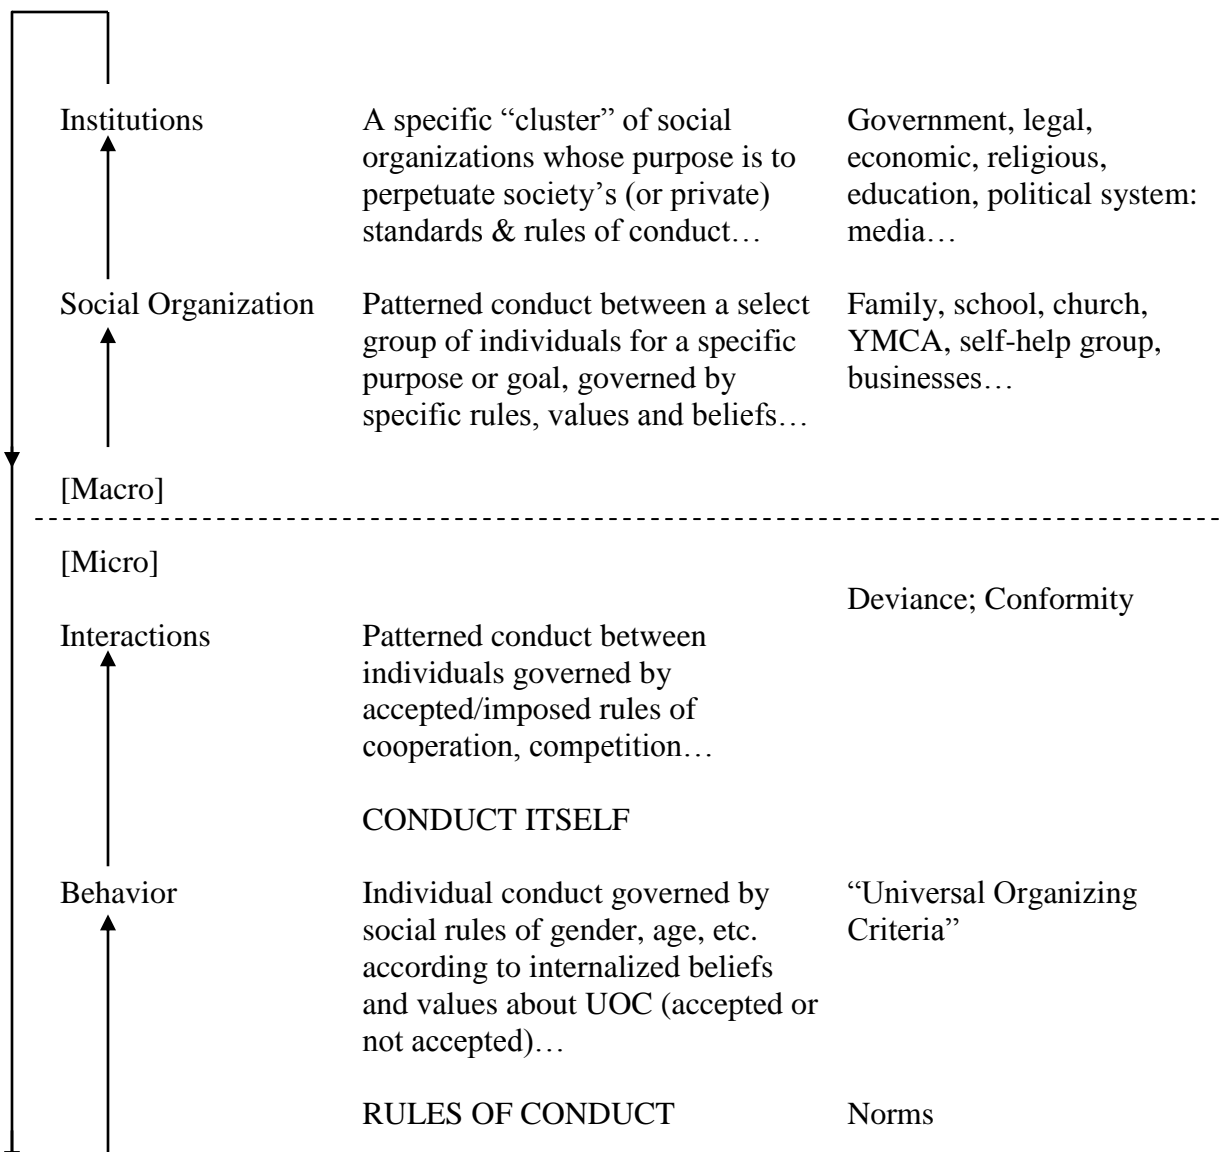 Institutions
A specific “cluster” of social
organizations whose purpose is to
perpetuate society’s (or private)
standards & rules of conduct…
Government, legal,
economic, religious,
education, political system:
media…
Social Organization
Patterned conduct between a select
group of individuals for a specific
purpose or goal, governed by
specific rules, values and beliefs…
Family, school, church,
YMCA, self-help group,
businesses…
[Macro]
[Micro]
Deviance; Conformity
Interactions
Patterned conduct between
individuals governed by
accepted/imposed rules of
cooperation, competition…
CONDUCT ITSELF
Behavior
Individual conduct governed by
social rules of gender, age, etc.
according to internalized beliefs
and values about UOC (accepted or
not accepted)…
“Universal Organizing
Criteria”
RULES OF CONDUCT
Norms